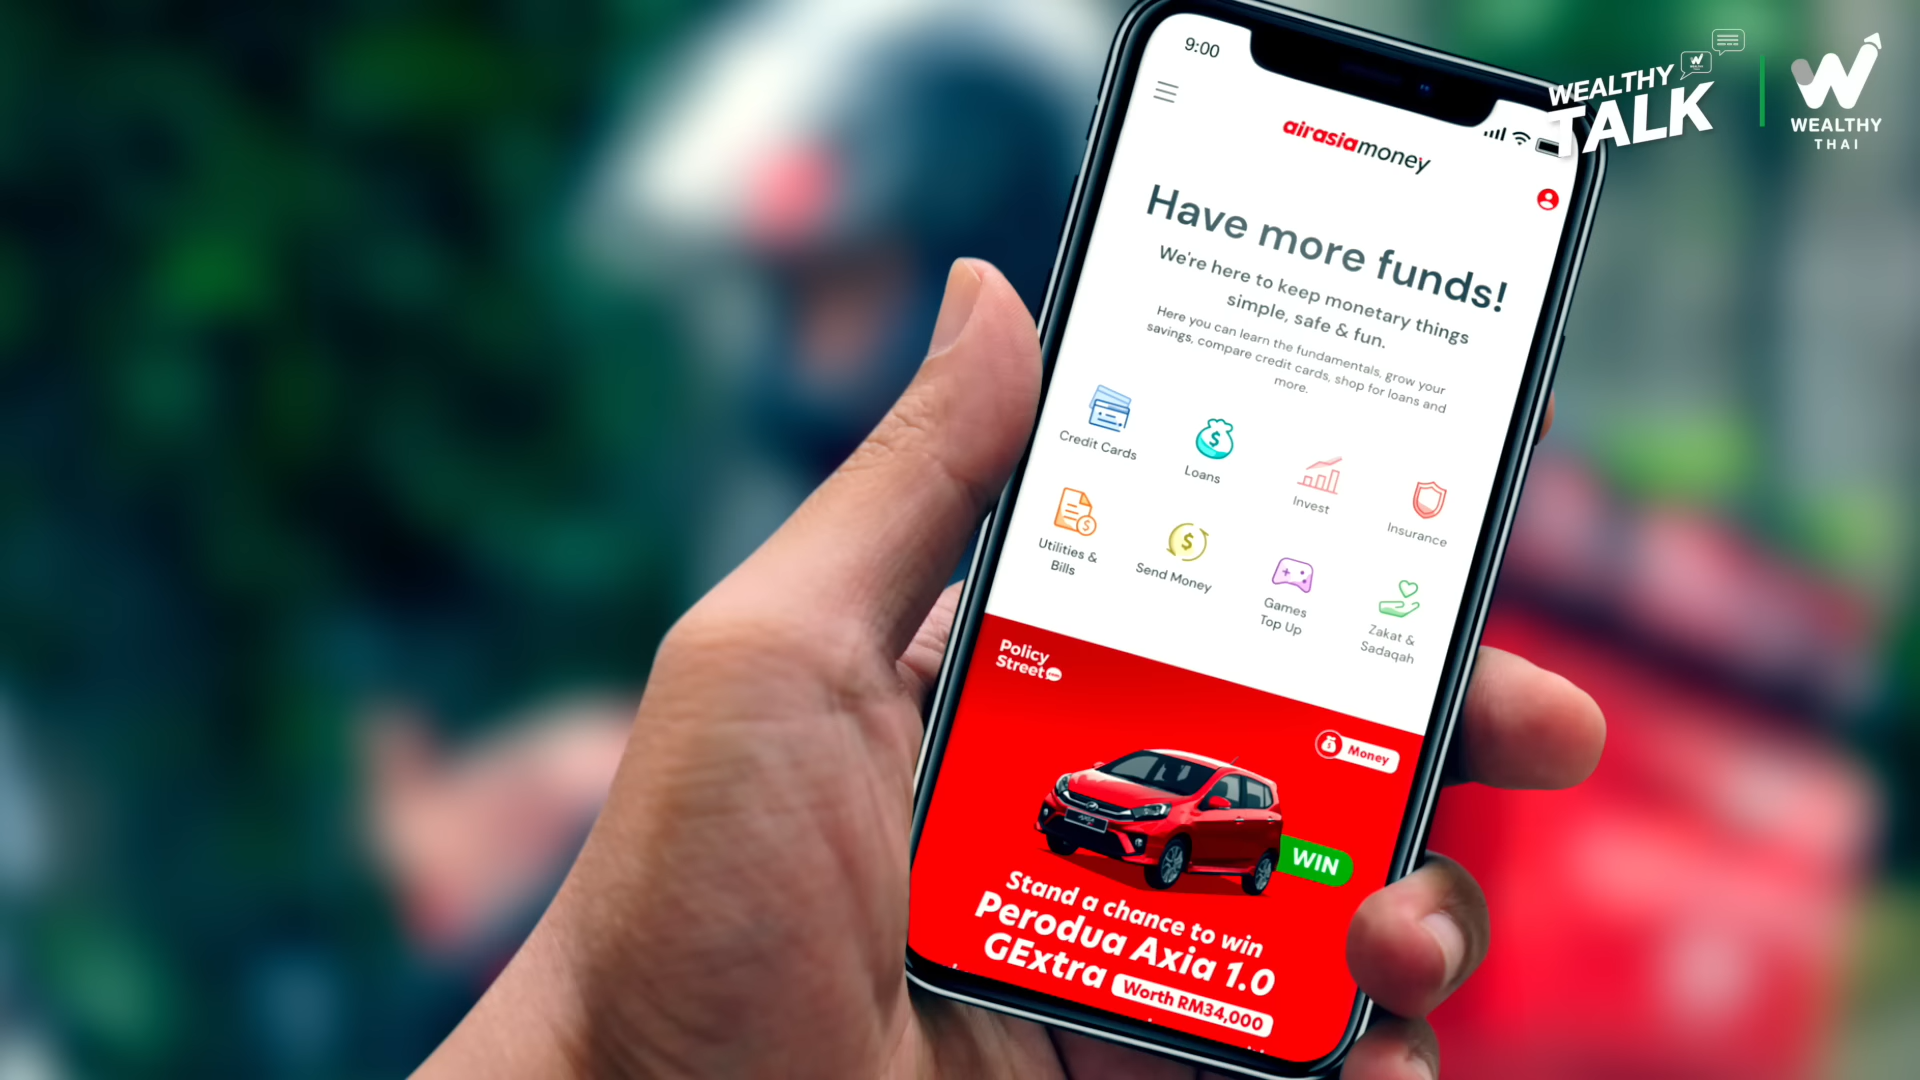 9:00
WEALTHY
TALK
WEALTHY
THAI
airasiamoney
Have more funds!
We're here to keep monetary things
simple, safe & fun.
Here you can learn the fundamentals, grow your
savings, compare credit cards, shop for loans and
more.
Credit Cards
Loans
Invest
Insurance
Utilities &
Bills
Send Money
Games
Top Up
Zakat &
Sadaqah
Policy
Street
Money
WIN
Stand a chance to win
Perodua Axia 1.0
GExtra Worth RM34,000